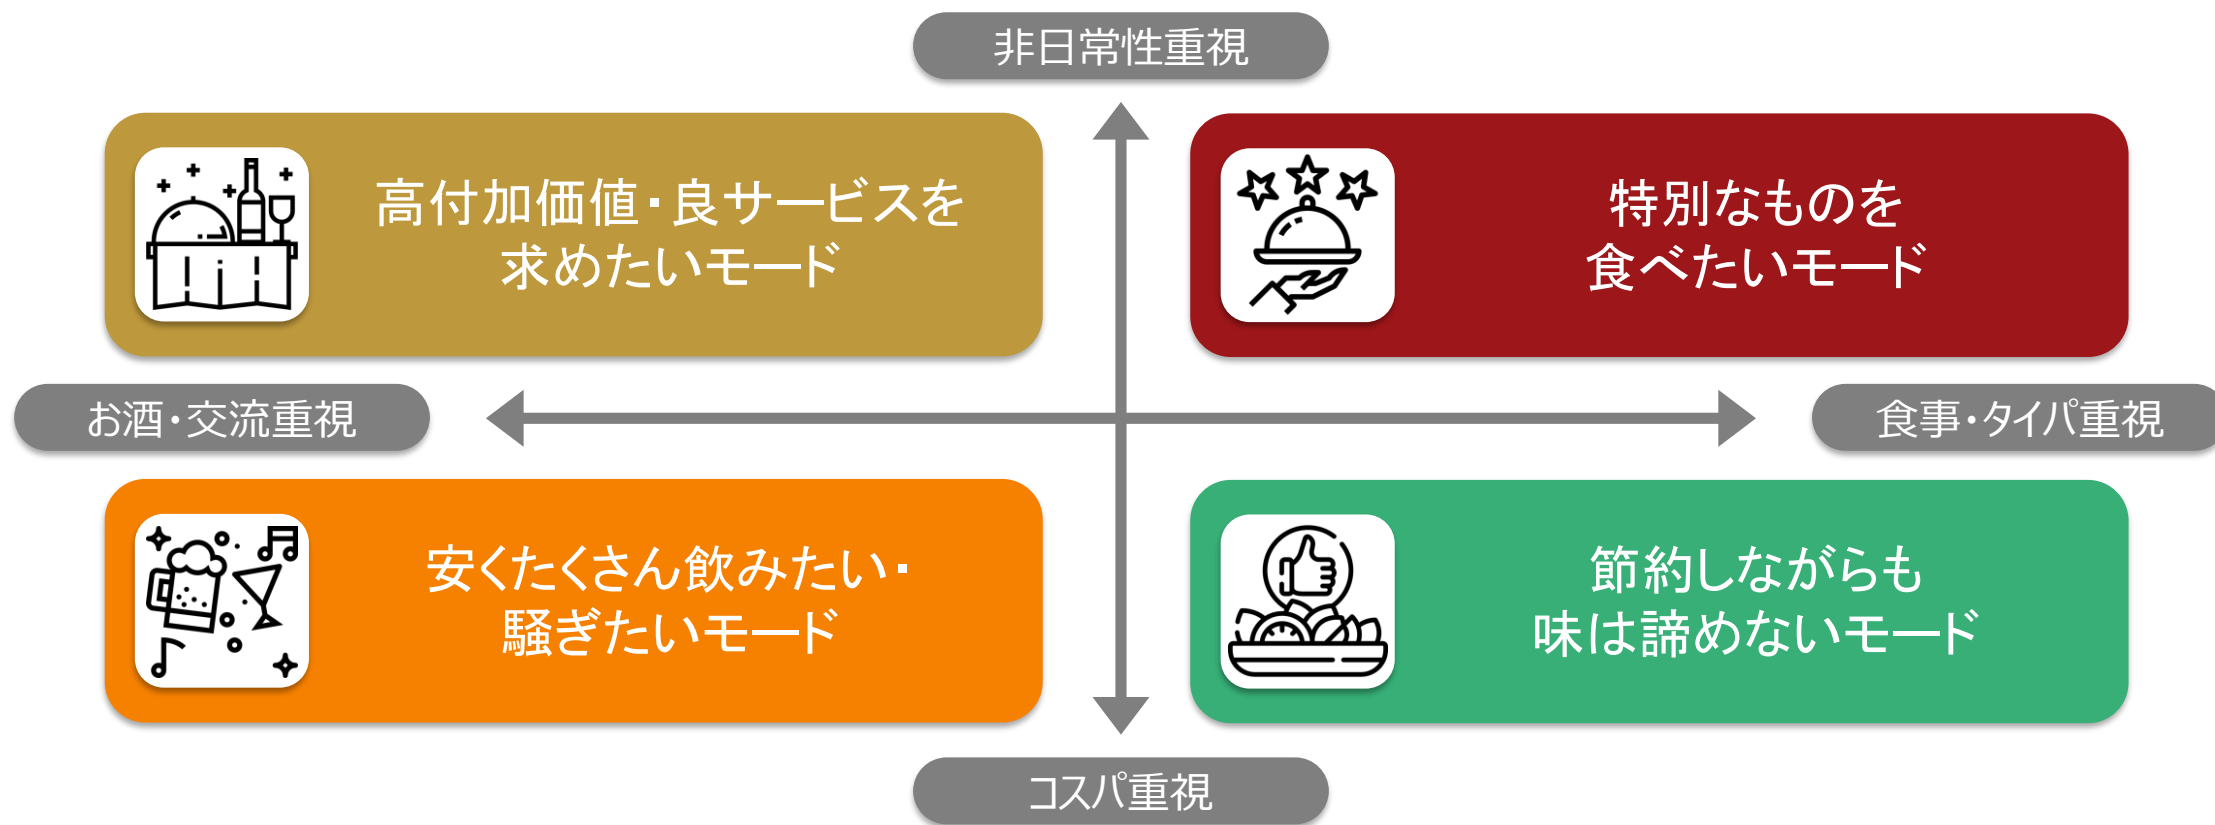 非日常性重視
高付加価値・良サービスを
求めたいモード
特別なものを
食べたいモード
お酒・交流重視
食事・タイパ重視
安くたくさん飲みたい・
騒ぎたいモード
節約しながらも
味は諦めないモード
コスパ重視